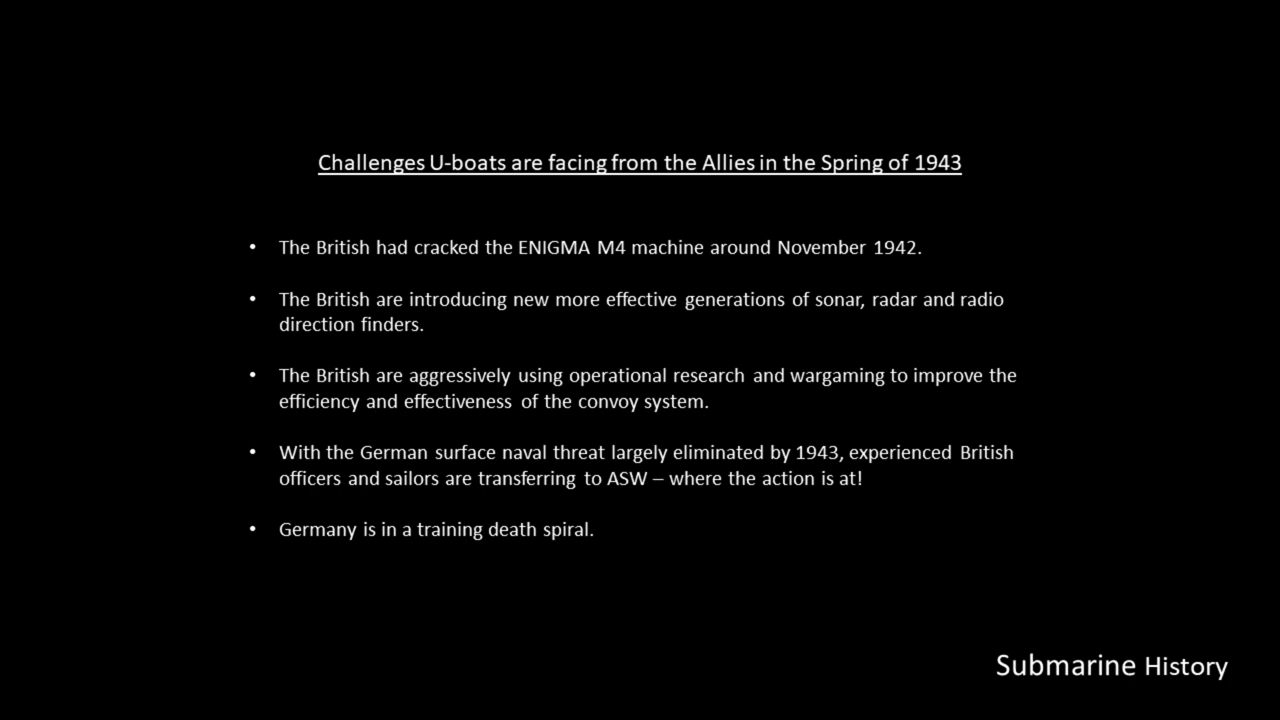 Challenges U-boats are facing from the Allies in the Spring of 1943
• The British had cracked the ENIGMA M4 machine around November 1942.
• The British are introducing new more effective generations of sonar, radar and radio
direction finders.
• The British are aggressively using operational research and wargaming to improve the
efficiency and effectiveness of the convoy system.
• With the German surface naval threat largely eliminated by 1943, experienced British
officers and sailors are transferring to ASW – where the action is at!
• Germany is in a training death spiral.
Submarine History